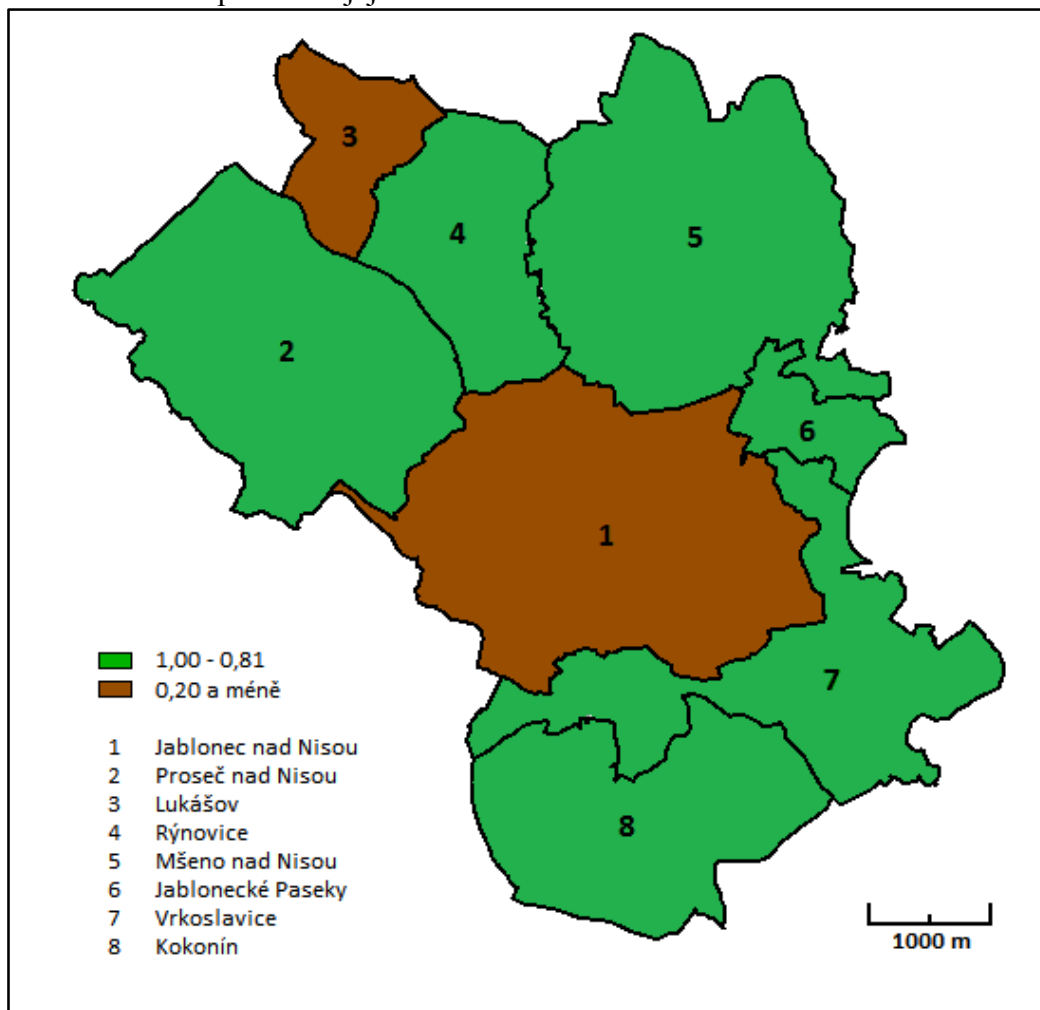 3
4
5
2
6
1
7
8
1,00 - 0,81
0,20 a méně
1 Jablonec nad Nisou
2 Proseč nad Nisou
3 Lukášov
4 Rýnovice
5 Mšeno nad Nisou
6 Jablonecké Paseky
7 Vrkoslavice
8 Kokonín
1000 m